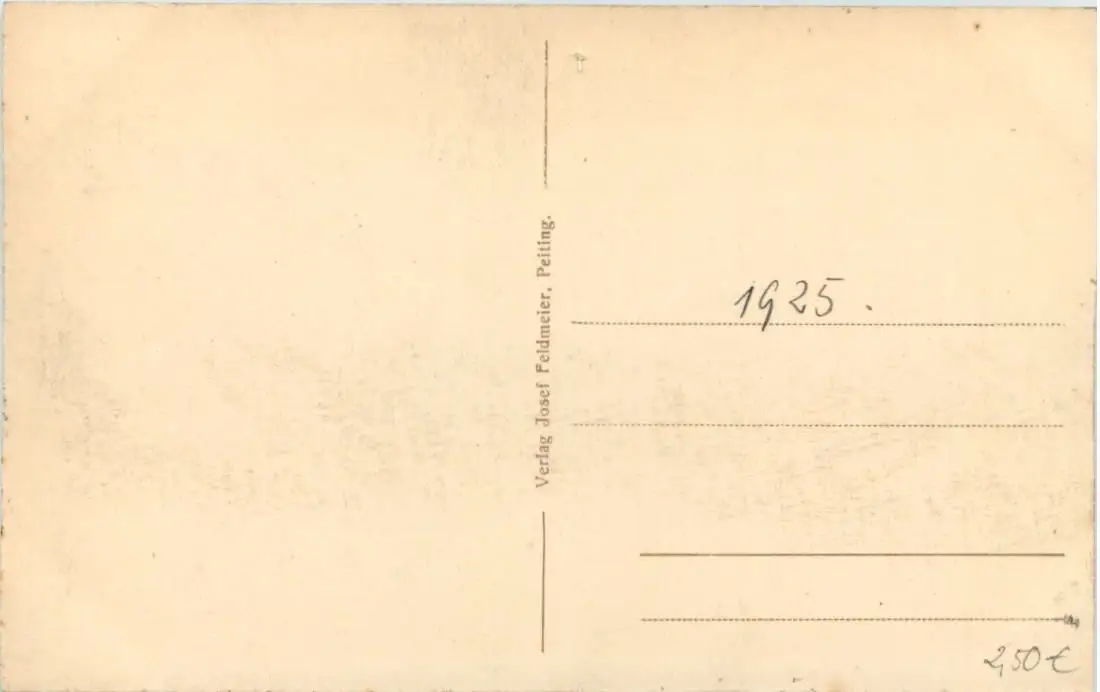 Verlag Josef Feldmeier, Peiting.
1925.
2,50 €